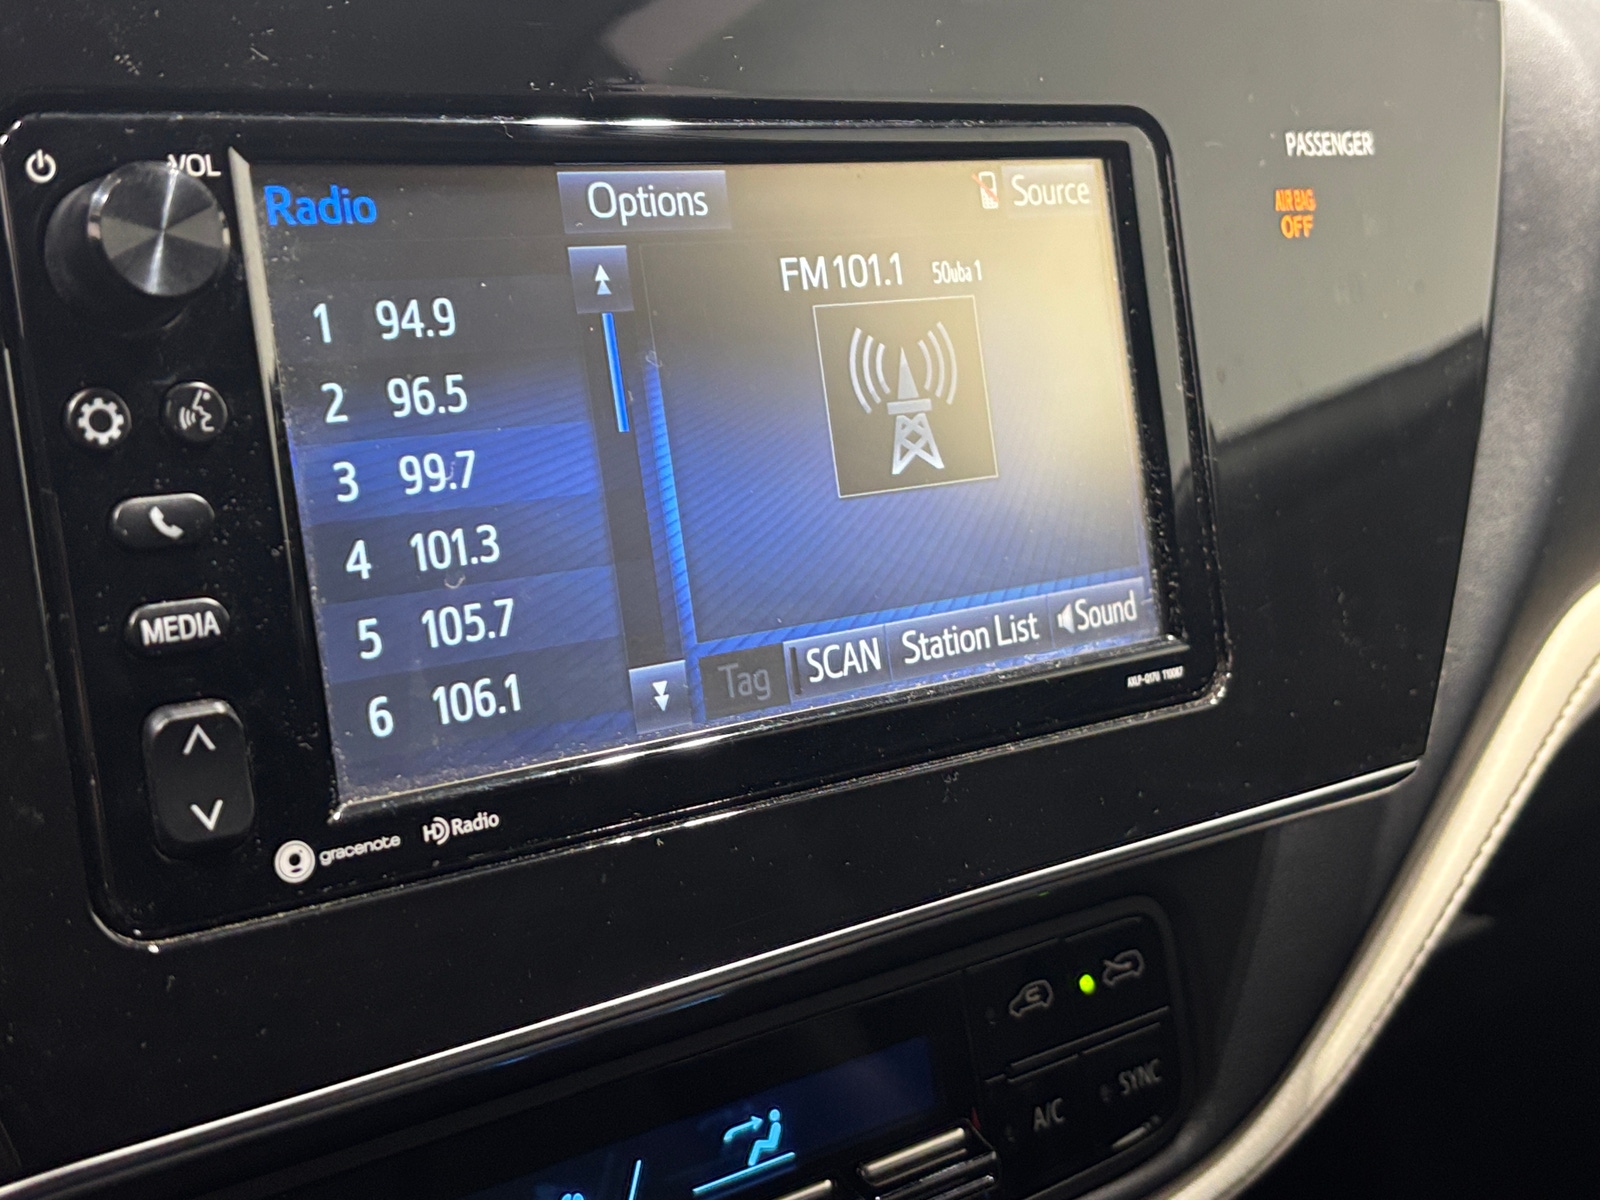 VOL
Radio
Options
Source
1 94.9
2 96.5
3 99.7
4 101.3
5 105.7
6 106.1
FM 101.1 50uba 1
Tag
SCAN
Station List
Sound
MEDIA
gracenote
HD Radio
PASSENGER
AIR BAG
OFF
A/C
SYNC